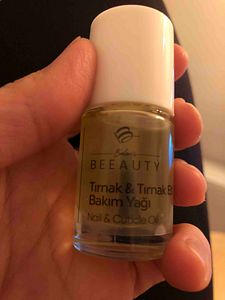 BEEAUTY
Tırnak & Tırnak E
Bakım Yağı
Nail & Cuticle Oil